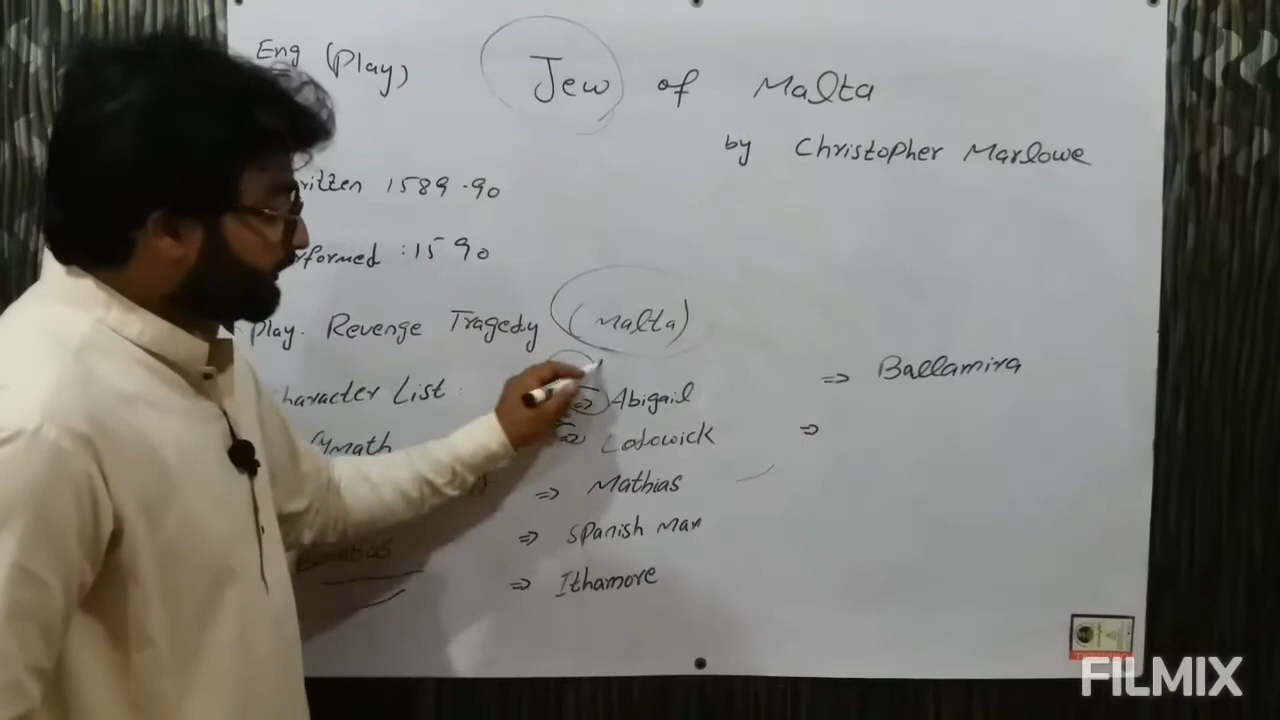 Eng (Play)
Jew of Malta
by Christopher Marlowe
ritten 1589-90
rformed : 1590
Play. Revenge Tragedy (Malta)
haracter List :
⇒ Abigail
⇒ Ballamira
ymath
⇒ Lodowick
⇒
⇒ Mathias
⇒ Spanish Man
⇒ Ithamore
FILMIX